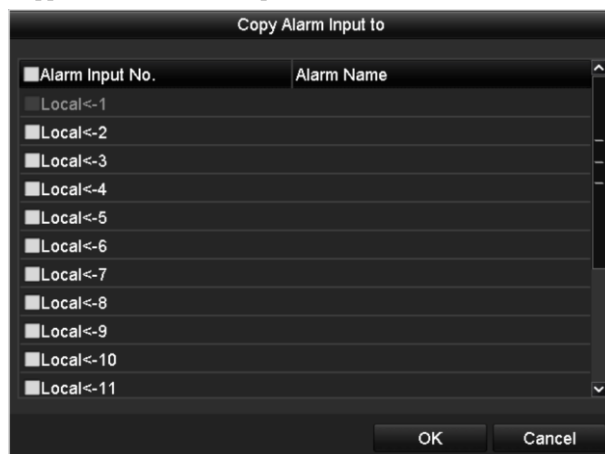 Copy Alarm Input to
Alarm Input No. Alarm Name
Local<-1
Local<-2
Local<-3
Local<-4
Local<-5
Local<-6
Local<-7
Local<-8
Local<-9
Local<-10
Local<-11
OK Cancel